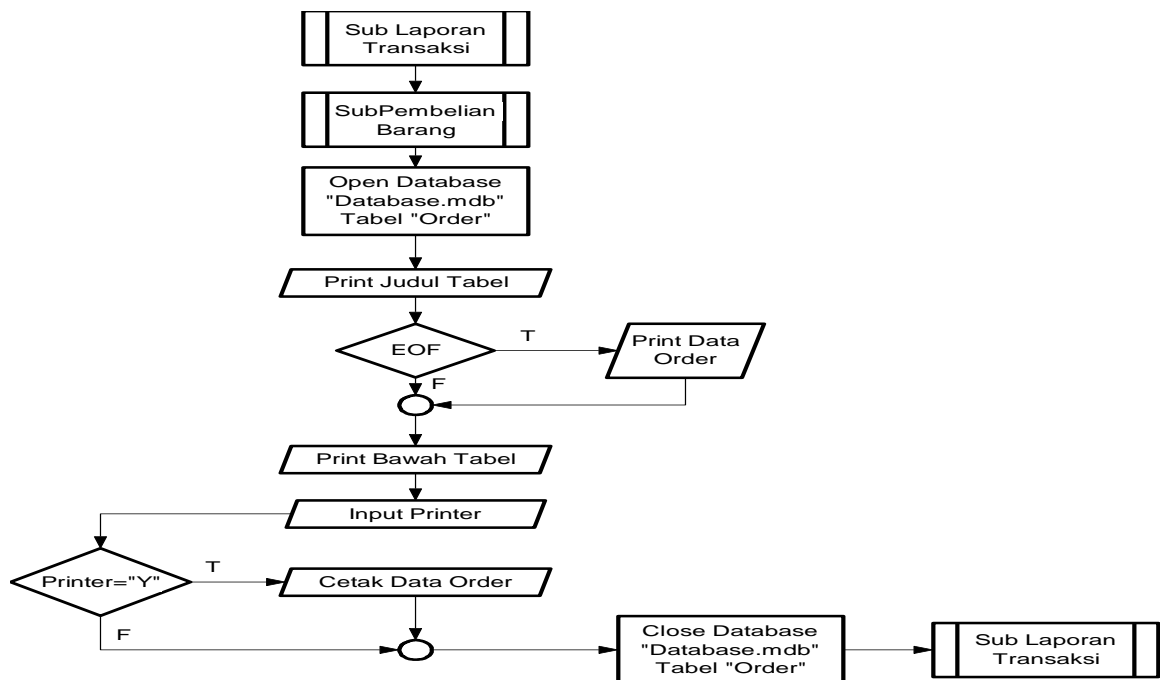 Sub Laporan
Transaksi
SubPembelian
Barang
Open Database
"Database.mdb"
Tabel "Order"
Print Judul Tabel
EOF
T
Print Data
Order
F
Print Bawah Tabel
Input Printer
Printer="Y"
T
Cetak Data Order
F
Close Database
"Database.mdb"
Tabel "Order"
Sub Laporan
Transaksi